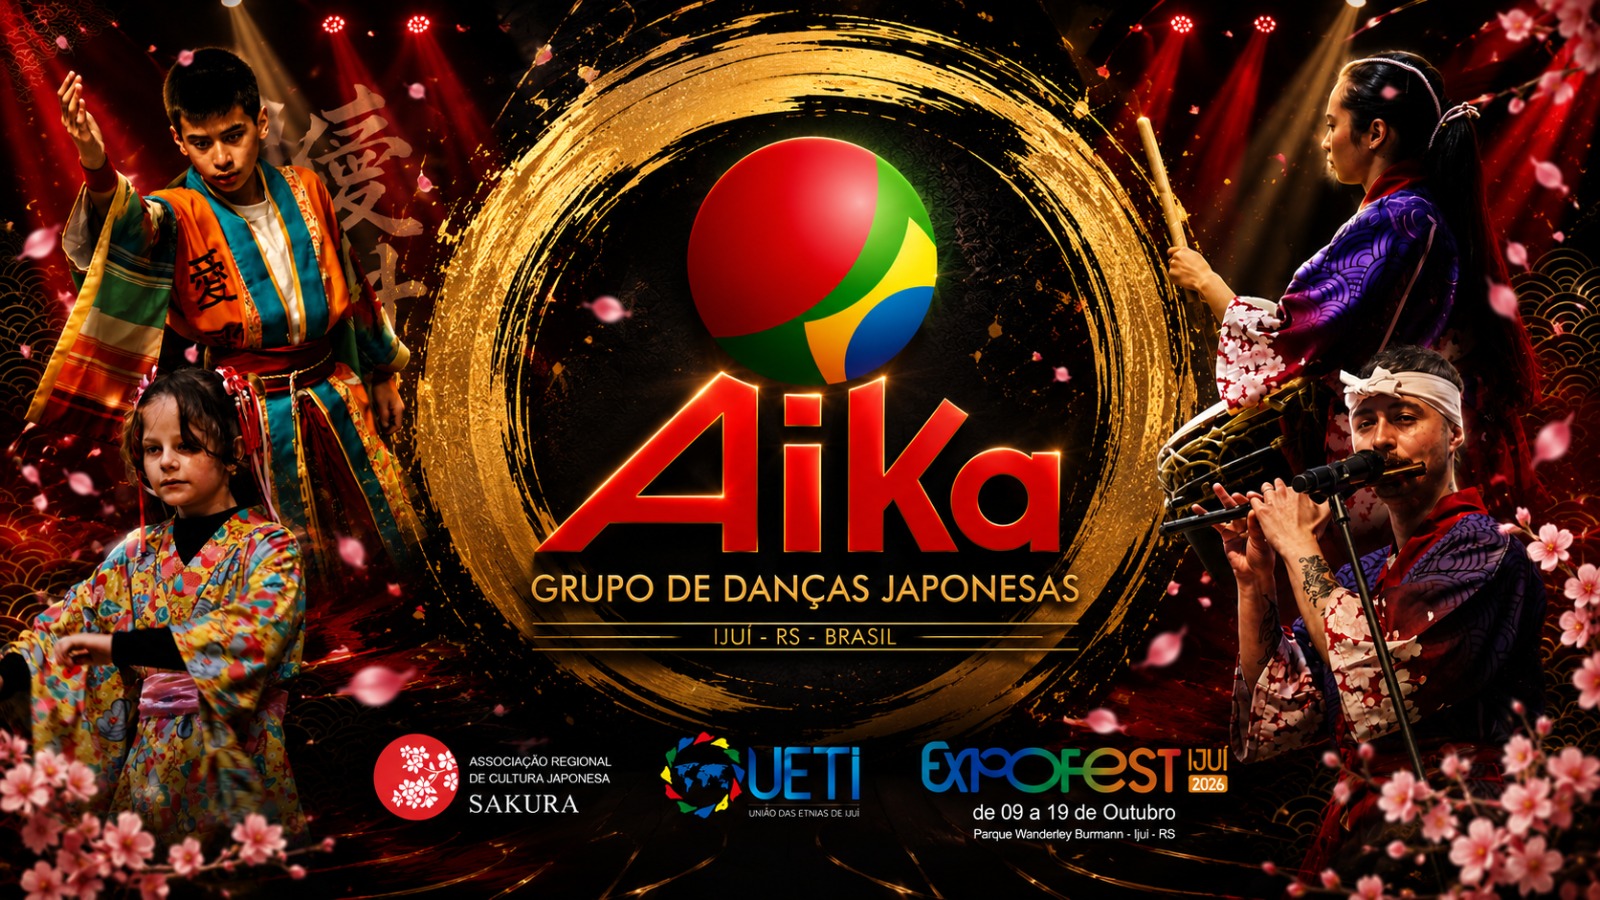 愛
Aika
GRUPO DE DANÇAS JAPONESAS
IJUÍ - RS - BRASIL
ASSOCIAÇÃO REGIONAL
DE CULTURA JAPONESA
SAKURA
UETI
UNIÃO DAS ETNIAS DE IJUÍ
EXPOFEST IJUÍ
2026
de 09 a 19 de Outubro
Parque Wanderley Burmann - Ijuí - RS